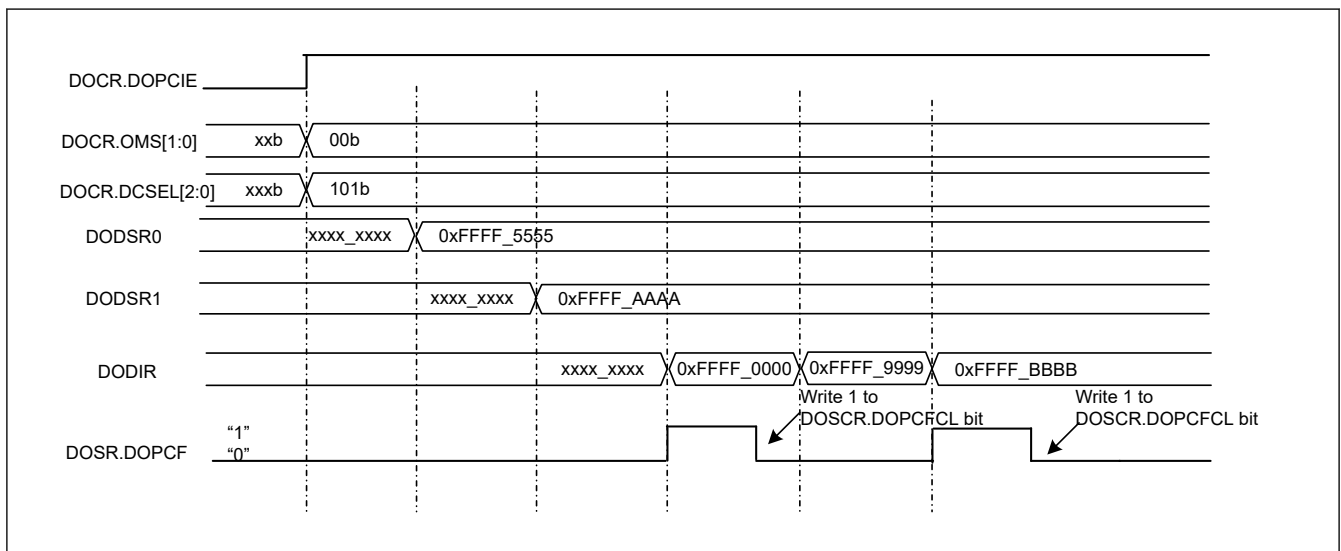 DOCR.DOPCIE
DOCR.OMS[1:0] xxb 00b
DOCR.DCSEL[2:0] xxxb 101b
DODSR0 xxxx_xxxx 0xFFFF_5555
DODSR1 xxxx_xxxx 0xFFFF_AAAA
DODIR xxxx_xxxx 0xFFFF_0000 0xFFFF_9999 0xFFFF_BBBB
Write 1 to
DOSCR.DOPCFCL bit
Write 1 to
DOSCR.DOPCFCL bit
“1”
DOSR.DOPCF “0”